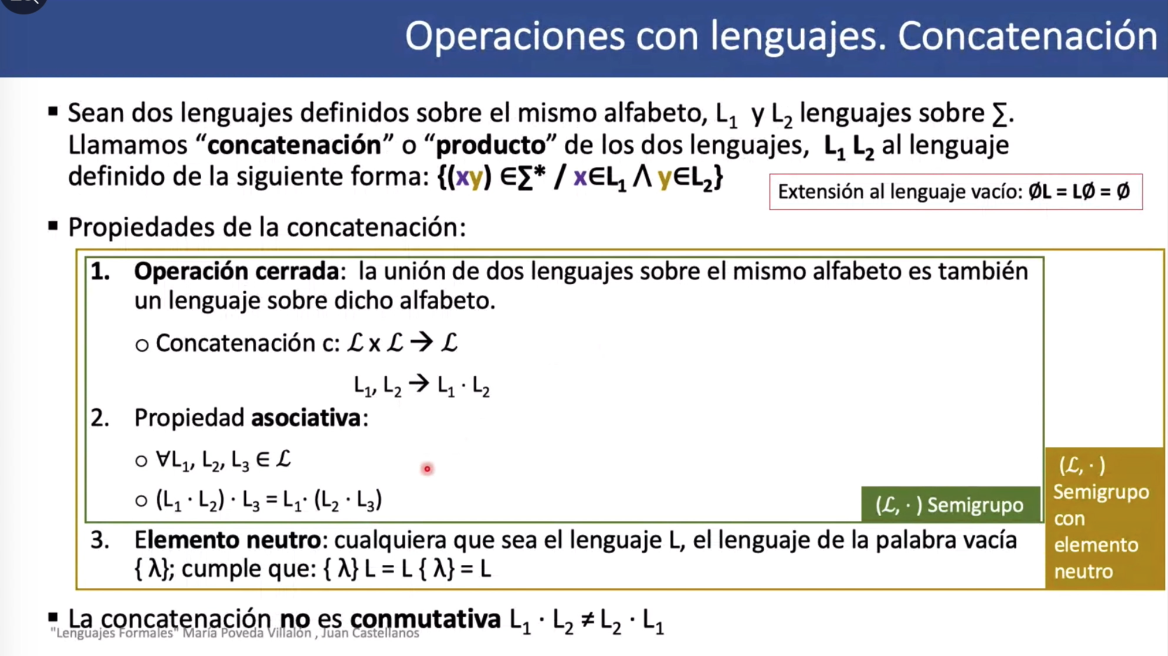 Operaciones con lenguajes. Concatenación
▪ Sean dos lenguajes definidos sobre el mismo alfabeto, L₁ y L₂ lenguajes sobre ∑.
Llamamos “concatenación” o “producto” de los dos lenguajes, L₁ L₂ al lenguaje
definido de la siguiente forma: {(xy) ∈∑* / x∈L₁ ∧ y∈L₂}
Extensión al lenguaje vacío: ØL = LØ = Ø
▪ Propiedades de la concatenación:
1. Operación cerrada: la unión de dos lenguajes sobre el mismo alfabeto es también
un lenguaje sobre dicho alfabeto.
○ Concatenación c: ℒ x ℒ → ℒ
L₁, L₂ → L₁ · L₂
2. Propiedad asociativa:
○ ∀L₁, L₂, L₃ ∈ ℒ
○ (L₁ · L₂) · L₃ = L₁· (L₂ · L₃)
(ℒ, · ) Semigrupo
3. Elemento neutro: cualquiera que sea el lenguaje L, el lenguaje de la palabra vacía
{ λ}; cumple que: { λ} L = L { λ} = L
(ℒ, · )
Semigrupo
con
elemento
neutro
▪ La concatenación no es conmutativa L₁ · L₂ ≠ L₂ · L₁
"Lenguajes Formales" María Poveda Villalón , Juan Castellanos